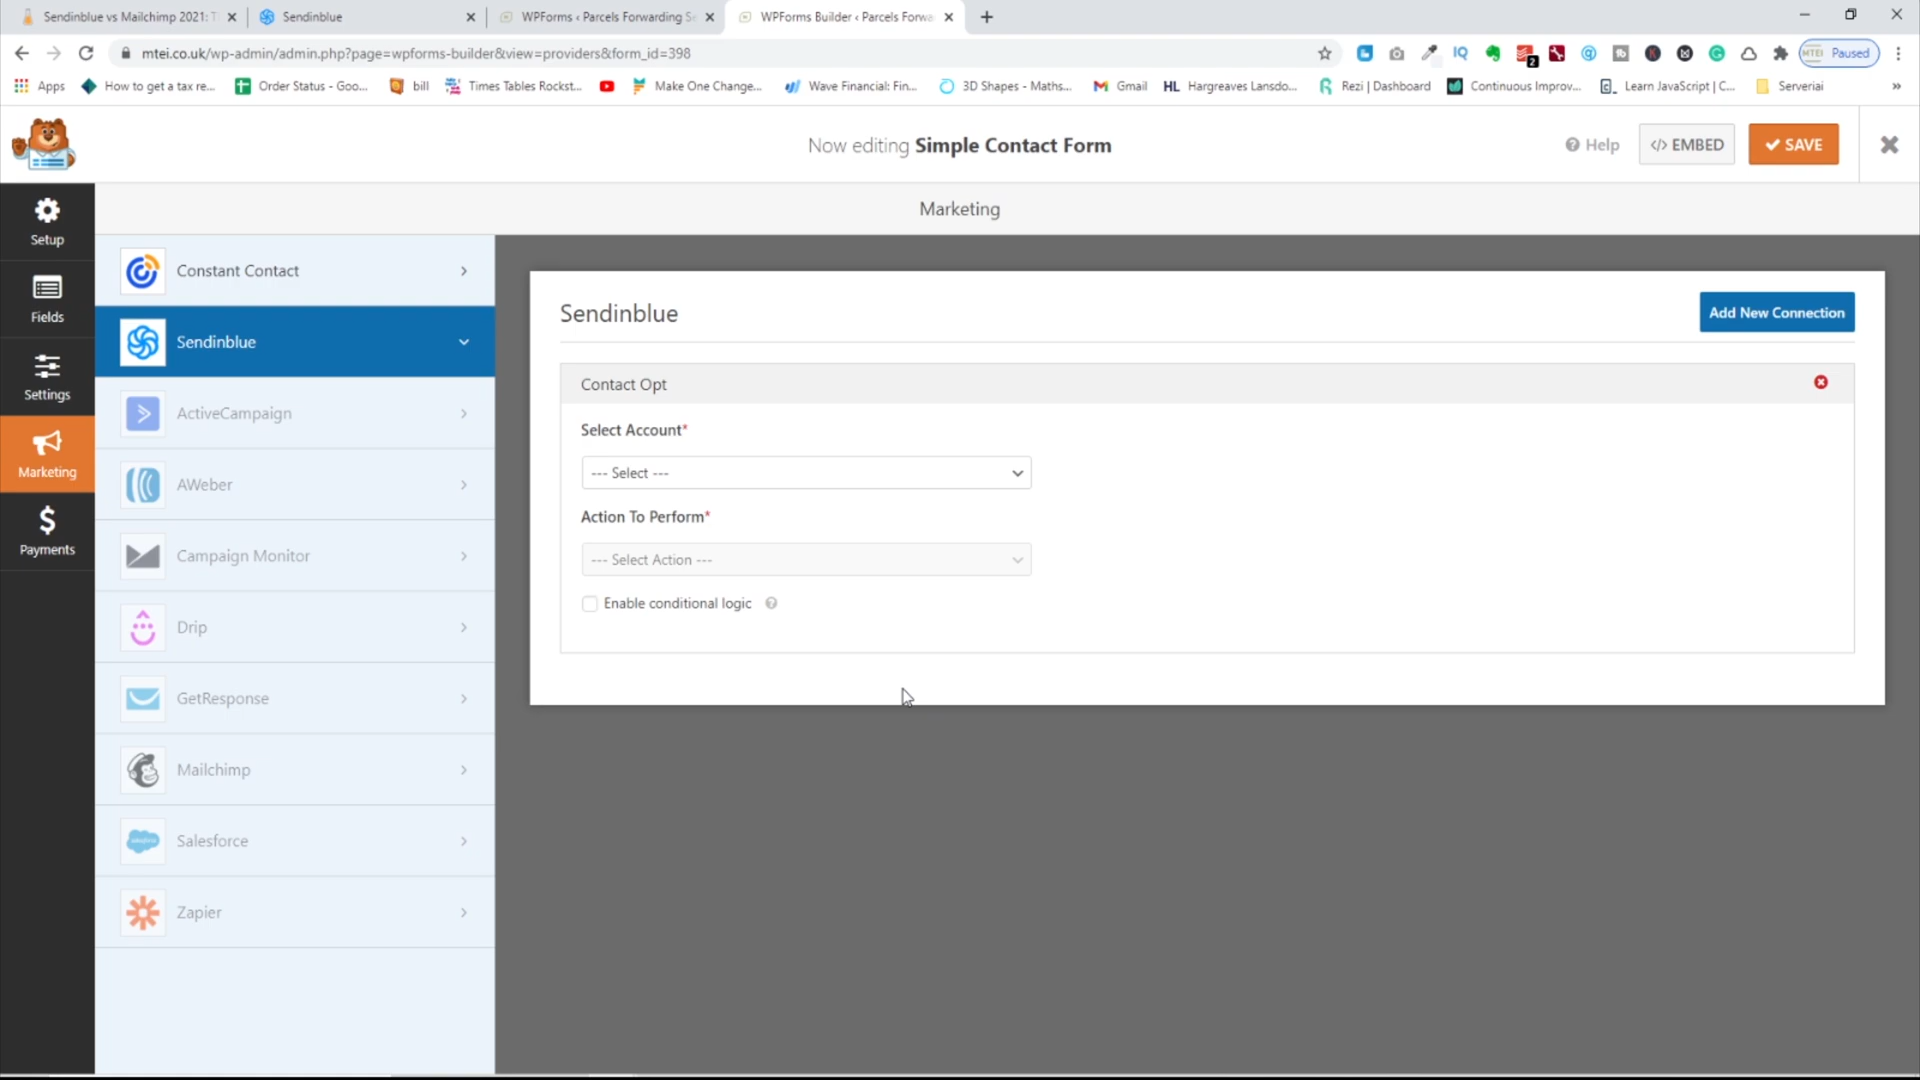 Sendinblue vs Mailchimp 2021: T
Sendinblue
WPForms ‹ Parcels Forwarding Se
WPForms Builder ‹ Parcels Forwa
mtei.co.uk/wp-admin/admin.php?page=wpforms-builder&view=providers&form_id=398
IQ
2
MTEI
Paused
Apps
How to get a tax re...
Order Status - Goo...
bill
Times Tables Rockst...
Make One Change...
Wave Financial: Fin...
3D Shapes - Maths...
Gmail
HL
Hargreaves Lansdo...
Rezi | Dashboard
Continuous Improv...
Learn JavaScript | C...
Serveriai
»
Now editing Simple Contact Form
Help
</> EMBED
SAVE
Marketing
Setup
Fields
Settings
Marketing
Payments
Constant Contact
Sendinblue
ActiveCampaign
AWeber
Campaign Monitor
Drip
GetResponse
Mailchimp
Salesforce
Zapier
Sendinblue
Add New Connection
Contact Opt
Select Account*
--- Select ---
Action To Perform*
--- Select Action ---
Enable conditional logic